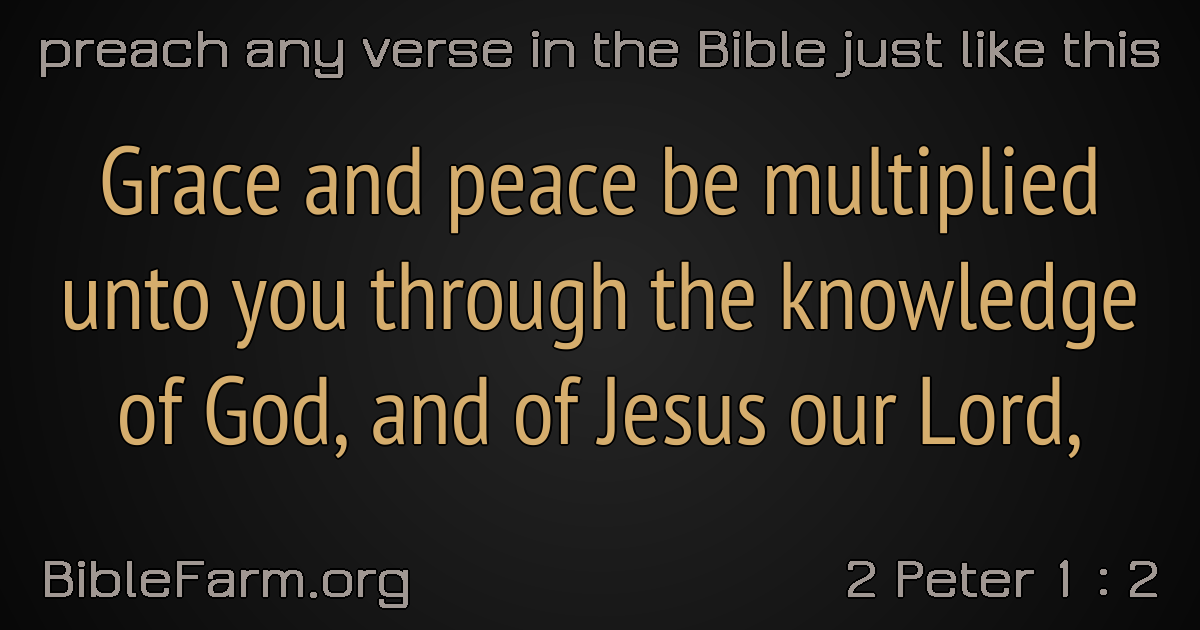 preach any verse in the Bible just like this
Grace and peace be multiplied
unto you through the knowledge
of God, and of Jesus our Lord,
BibleFarm.org
2 Peter 1 : 2